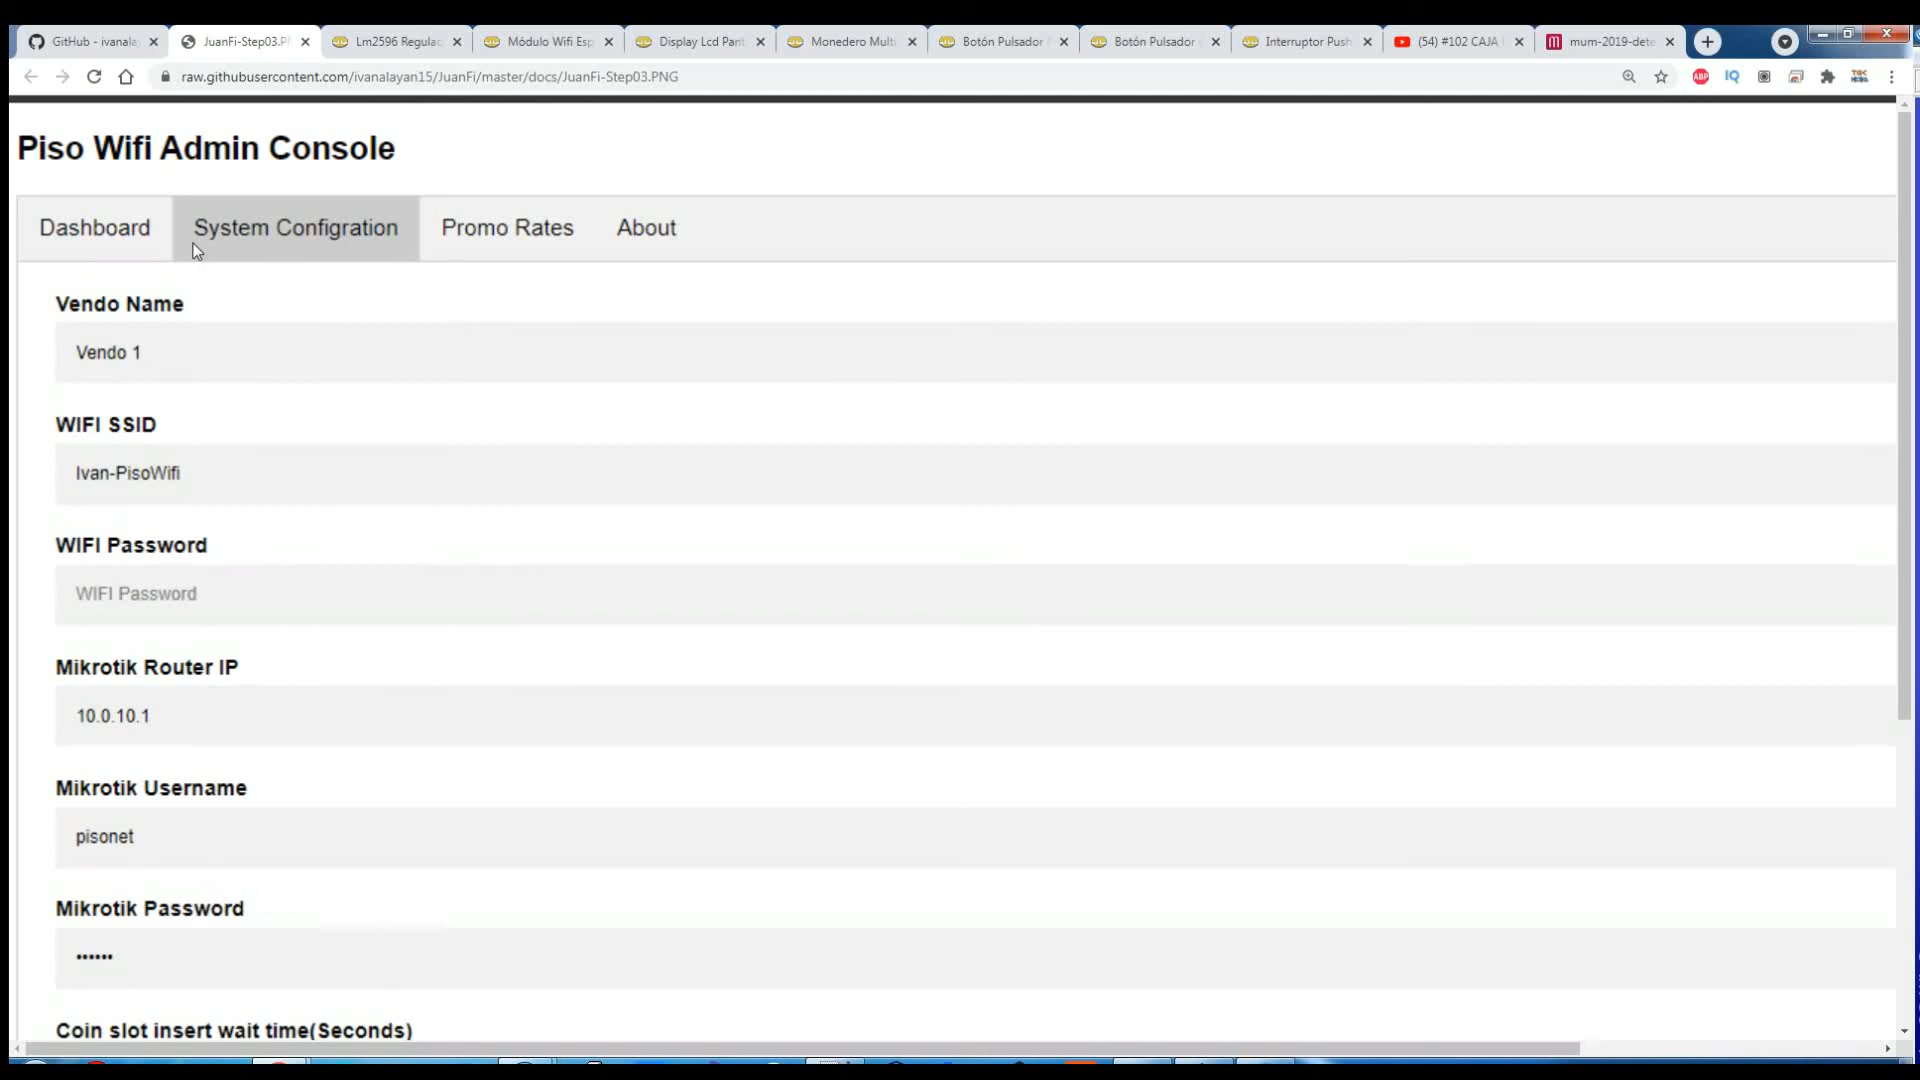 GitHub - ivanala
JuanFi-Step03.P
Lm2596 Regulac
Módulo Wifi Esp
Display Lcd Pant
Monedero Multi
Botón Pulsador
Botón Pulsador
Interruptor Push
(54) #102 CAJA
mum-2019-dete
raw.githubusercontent.com/ivanalayan15/JuanFi/master/docs/JuanFi-Step03.PNG
ABP
IQ
Piso Wifi Admin Console
Dashboard
System Configration
Promo Rates
About
Vendo Name
Vendo 1
WIFI SSID
Ivan-PisoWifi
WIFI Password
WIFI Password
Mikrotik Router IP
10.0.10.1
Mikrotik Username
pisonet
Mikrotik Password
••••••
Coin slot insert wait time(Seconds)